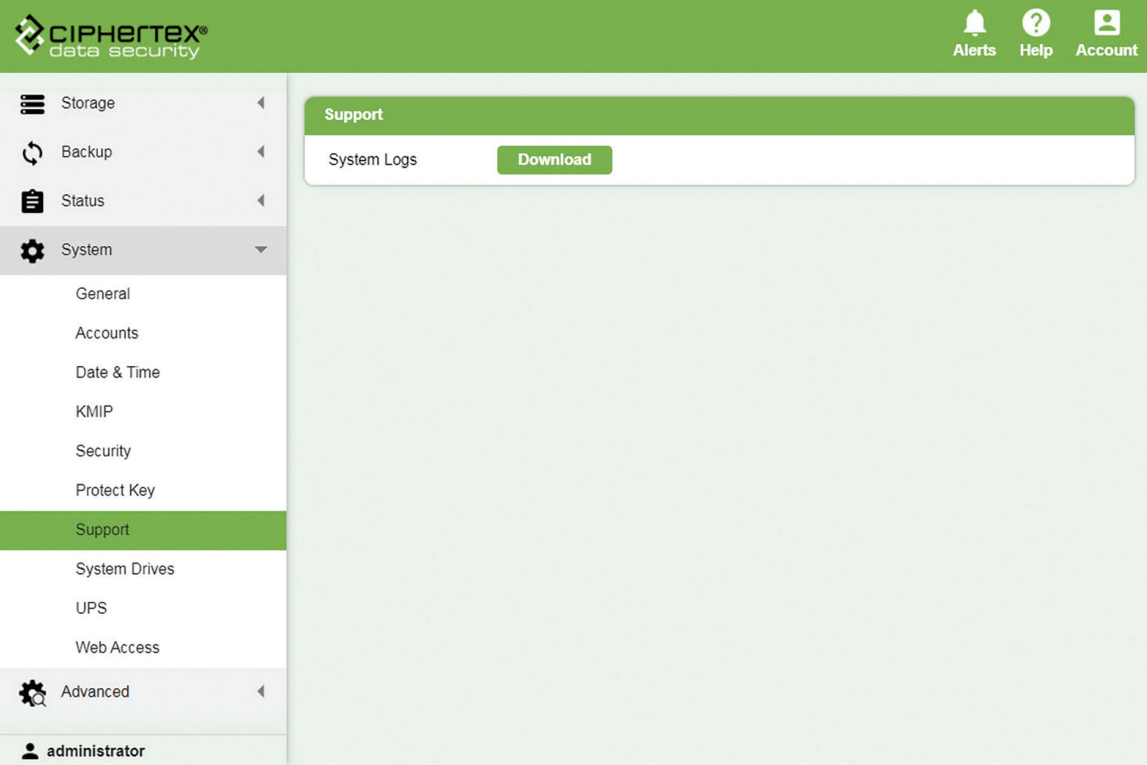 CIPHERTEX®
data security
Alerts Help Account
Storage
Backup
Status
System
General
Accounts
Date & Time
KMIP
Security
Protect Key
Support
System Drives
UPS
Web Access
Advanced
administrator
Support
System Logs Download